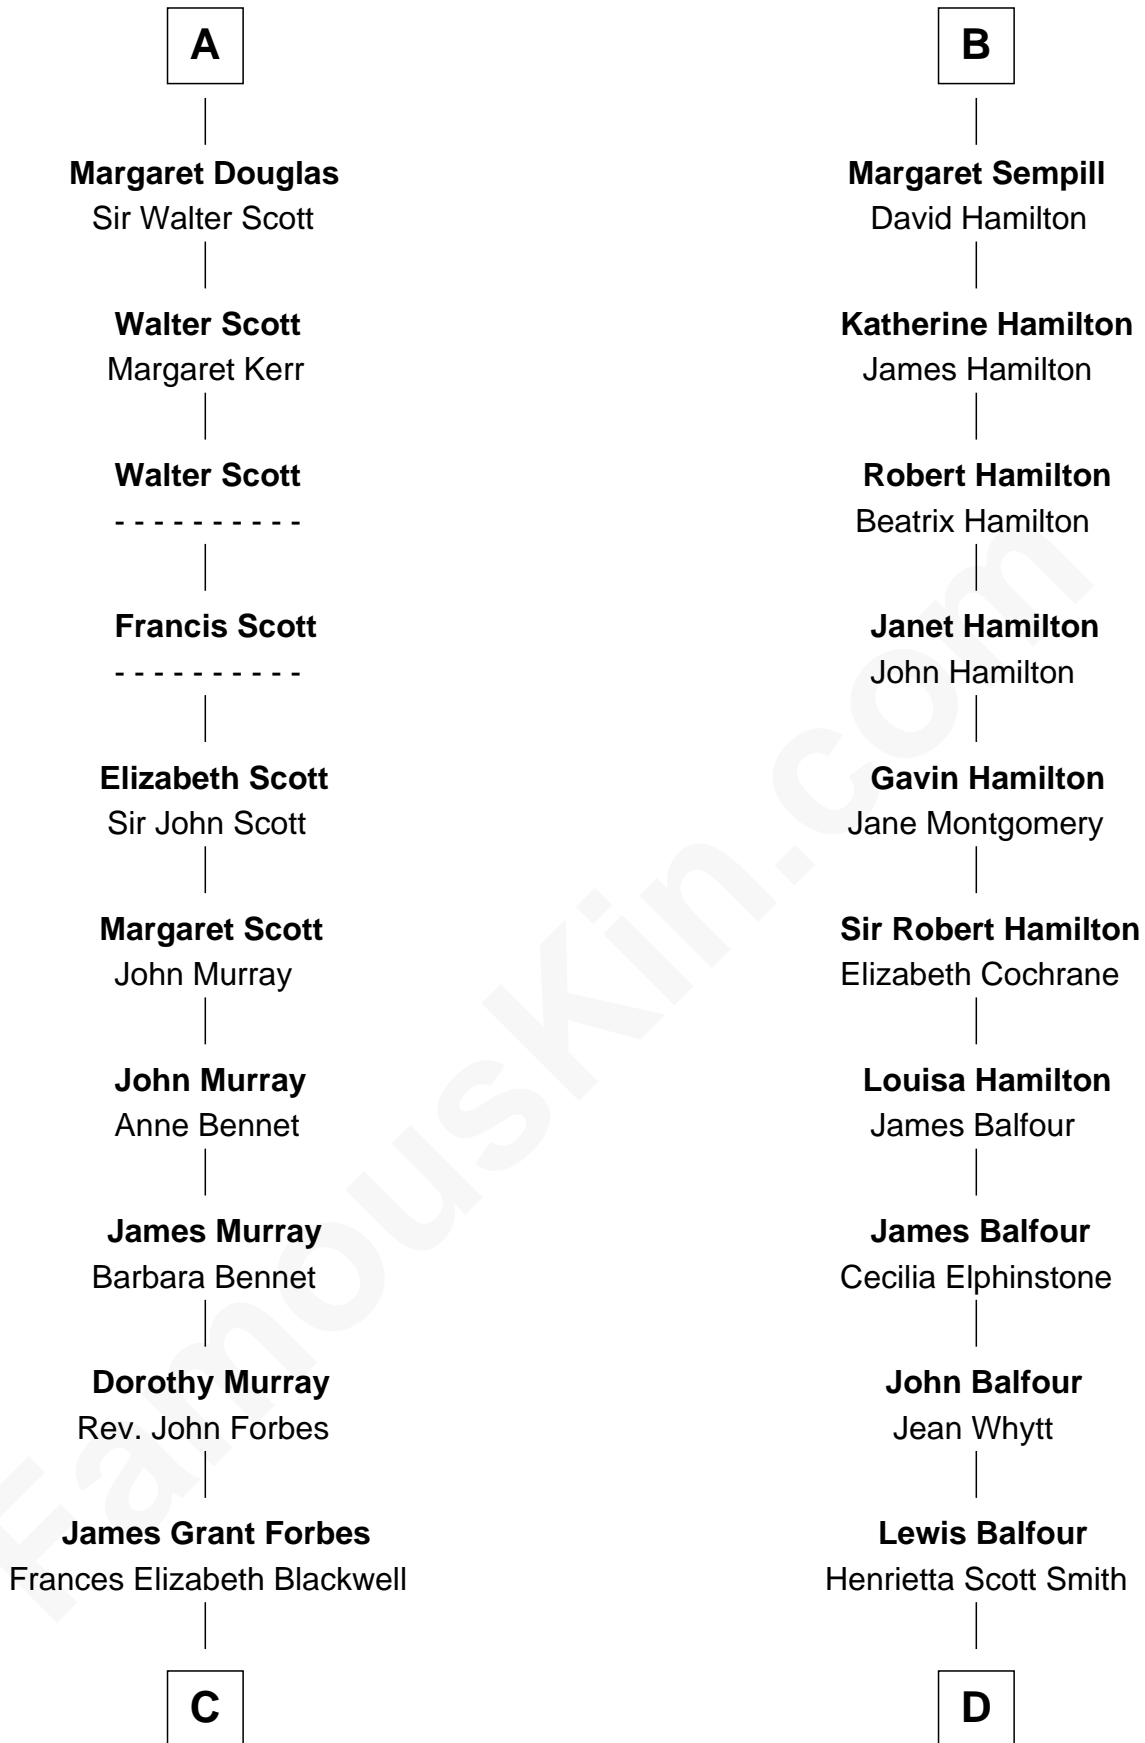 A
B
Margaret Douglas
Sir Walter Scott
Margaret Sempill
David Hamilton
Walter Scott
Margaret Kerr
Katherine Hamilton
James Hamilton
Walter Scott
- - - - - - - - - -
Robert Hamilton
Beatrix Hamilton
Francis Scott
- - - - - - - - - -
Janet Hamilton
John Hamilton
Elizabeth Scott
Sir John Scott
Gavin Hamilton
Jane Montgomery
Margaret Scott
John Murray
Sir Robert Hamilton
Elizabeth Cochrane
John Murray
Anne Bennet
Louisa Hamilton
James Balfour
James Murray
Barbara Bennet
James Balfour
Cecilia Elphinstone
Dorothy Murray
Rev. John Forbes
John Balfour
Jean Whytt
James Grant Forbes
Frances Elizabeth Blackwell
Lewis Balfour
Henrietta Scott Smith
C
D
FamousKin.com